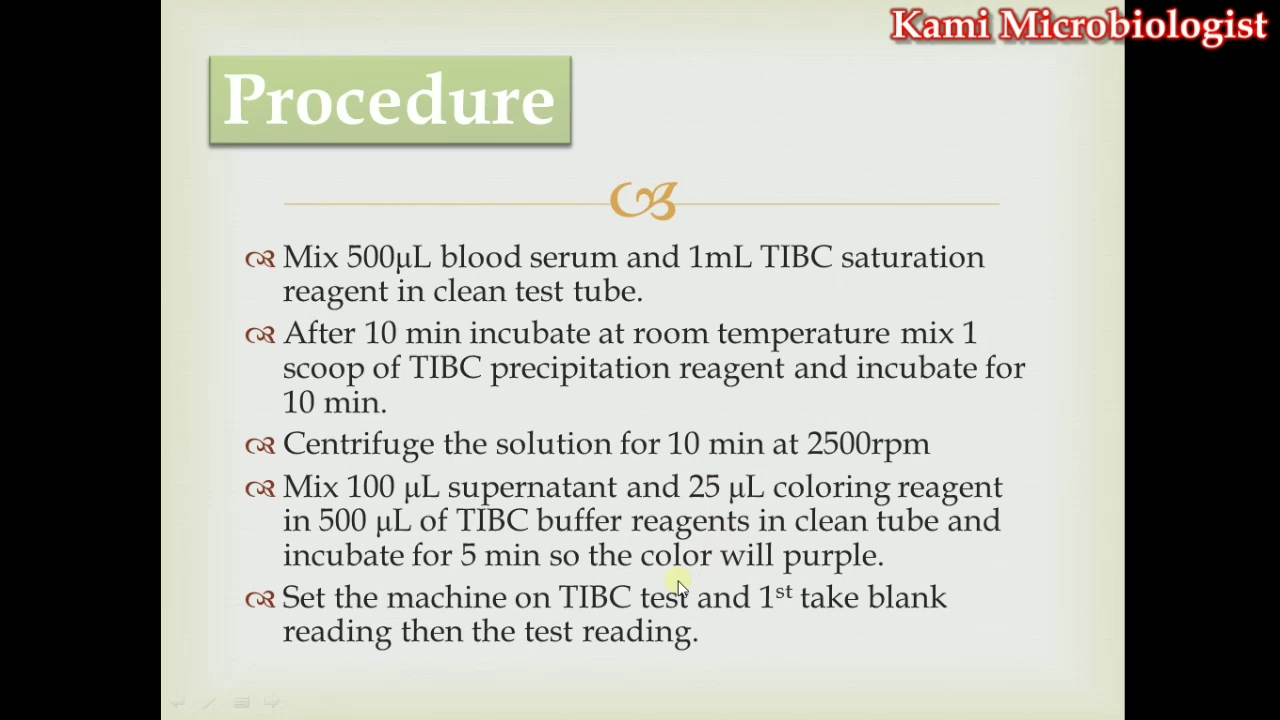 Kami Microbiologist
Procedure
Mix 500µL blood serum and 1mL TIBC saturation
reagent in clean test tube.
After 10 min incubate at room temperature mix 1
scoop of TIBC precipitation reagent and incubate for
10 min.
Centrifuge the solution for 10 min at 2500rpm
Mix 100 µL supernatant and 25 µL coloring reagent
in 500 µL of TIBC buffer reagents in clean tube and
incubate for 5 min so the color will purple.
Set the machine on TIBC test and 1st take blank
reading then the test reading.